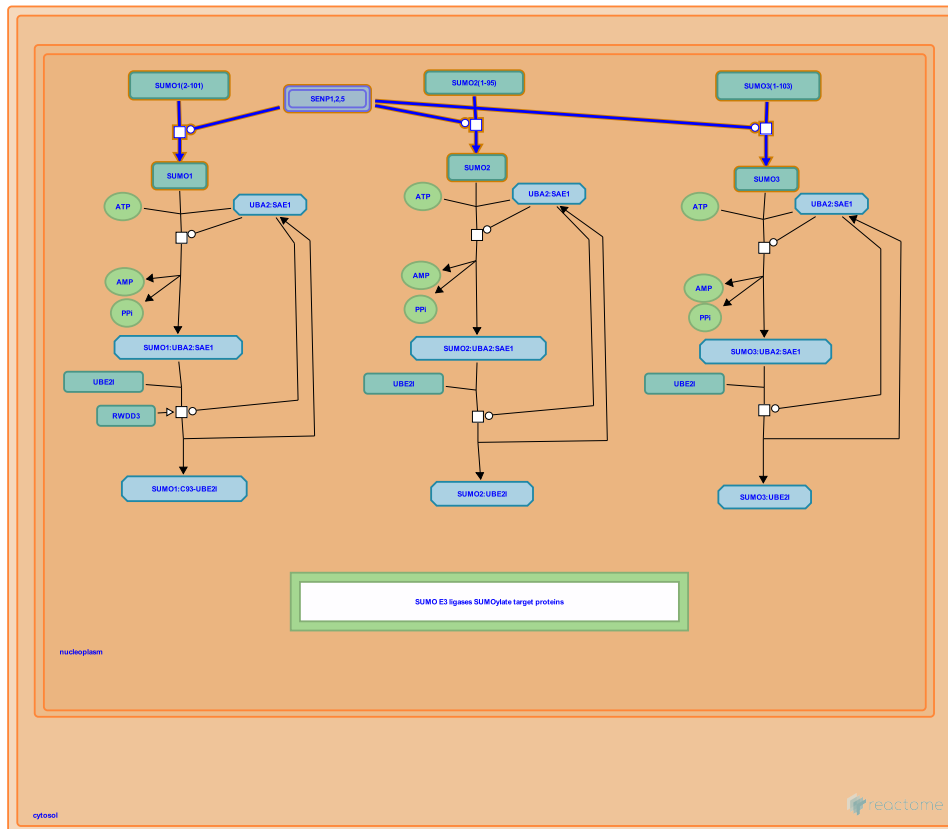 SUMO1(2-101)
SENP1,2,5
SUMO2(1-95)
SUMO3(1-103)
SUMO1
SUMO2
SUMO3
ATP
UBA2:SAE1
ATP
UBA2:SAE1
ATP
UBA2:SAE1
AMP
PPi
AMP
PPi
AMP
PPi
SUMO1:UBA2:SAE1
SUMO2:UBA2:SAE1
SUMO3:UBA2:SAE1
UBE2I
UBE2I
UBE2I
RWDD3
SUMO1:C93-UBE2I
SUMO2:UBE2I
SUMO3:UBE2I
SUMO E3 ligases SUMOylate target proteins
nucleoplasm
cytosol
reactome